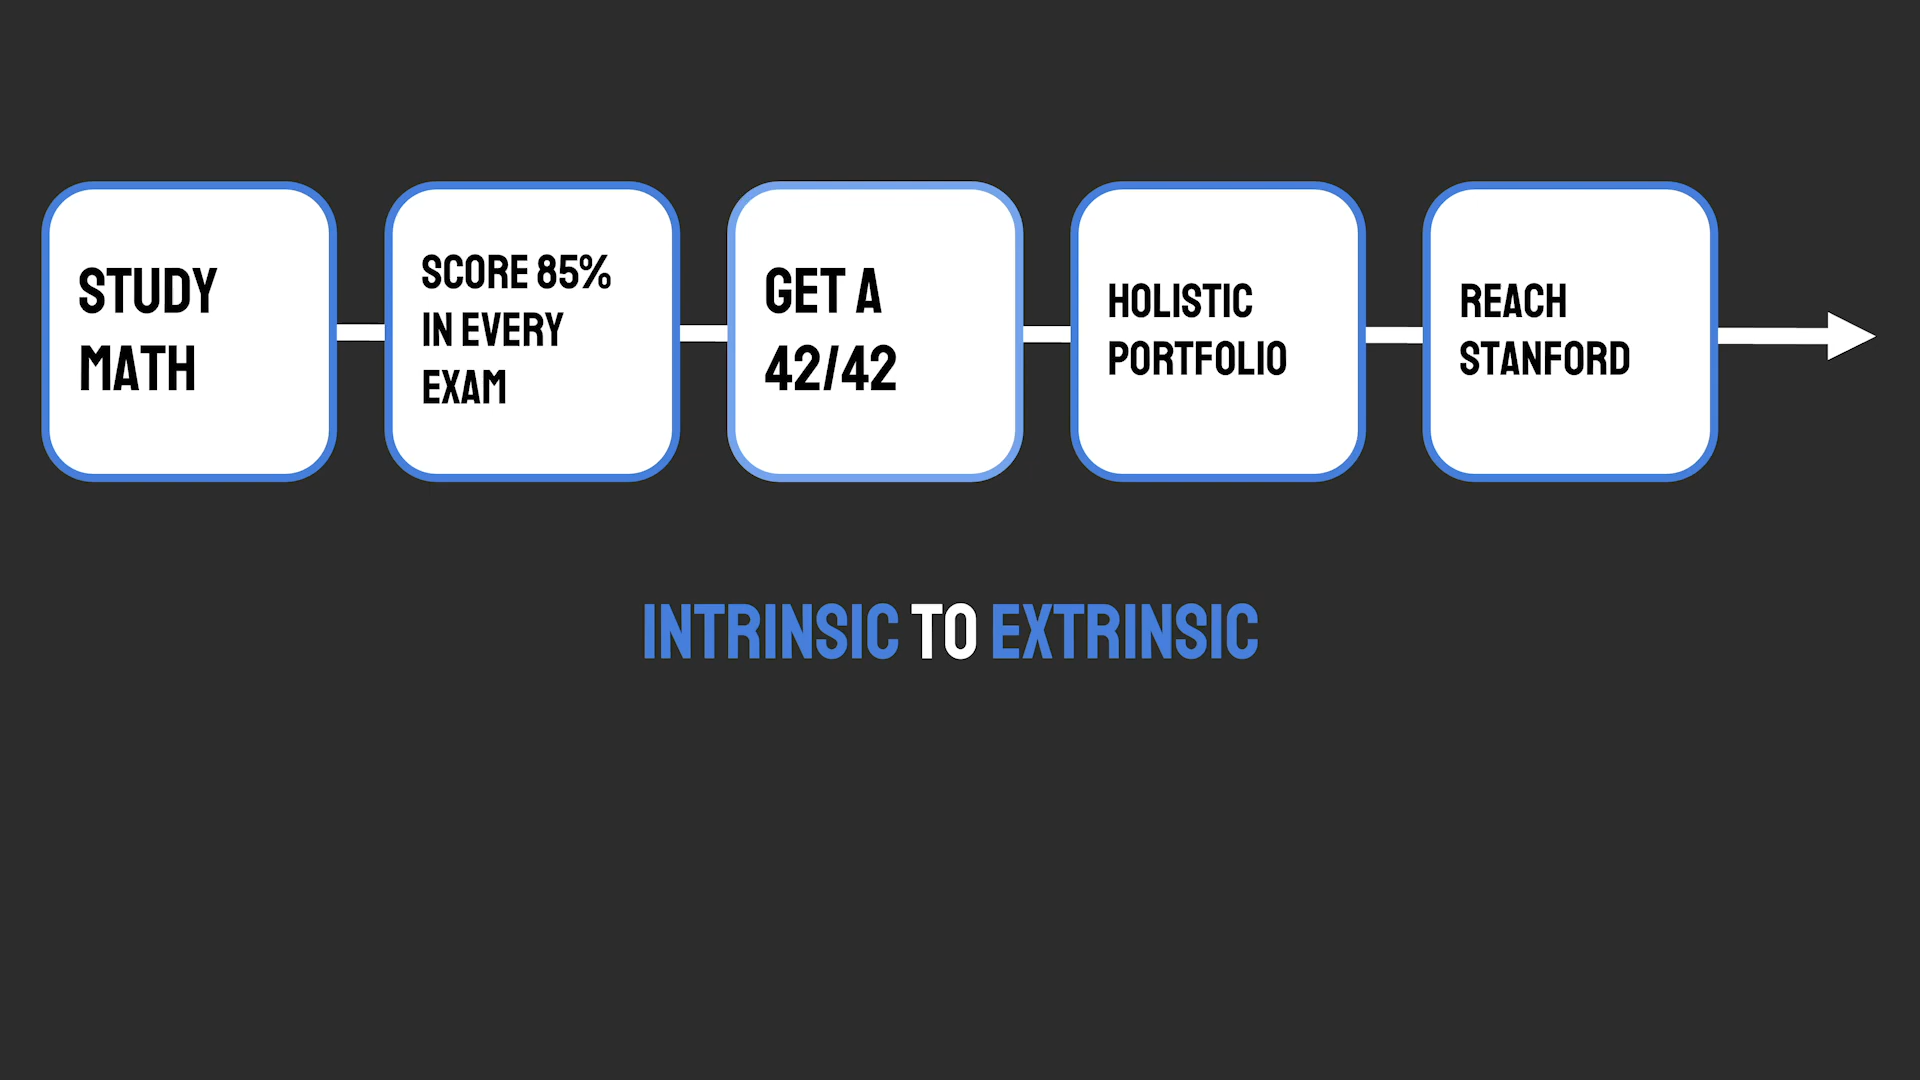 STUDY
MATH
SCORE 85%
IN EVERY
EXAM
GET A
42/42
HOLISTIC
PORTFOLIO
REACH
STANFORD
INTRINSIC TO EXTRINSIC